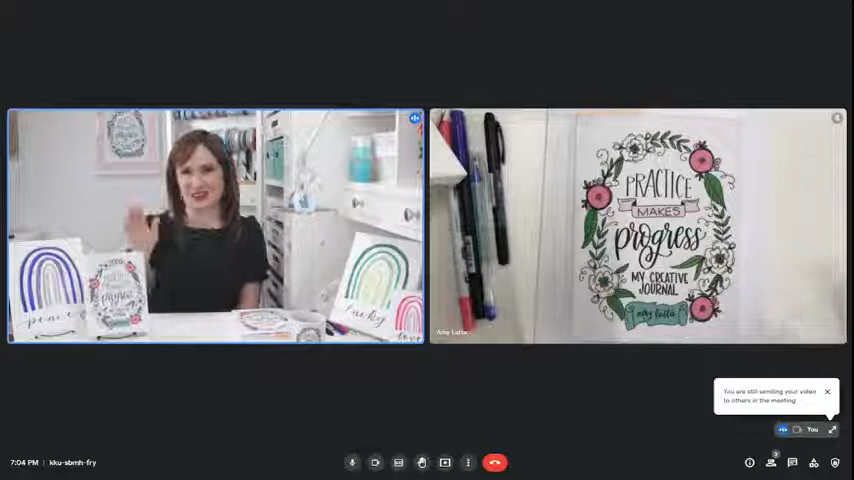 peace
lucky
PRACTICE
MAKES
progress
MY CREATIVE
JOURNAL
amy latta
Amy Latta
You are still sending your video
to others in the meeting
You
7:04 PM | kku-sbmh-fry
3